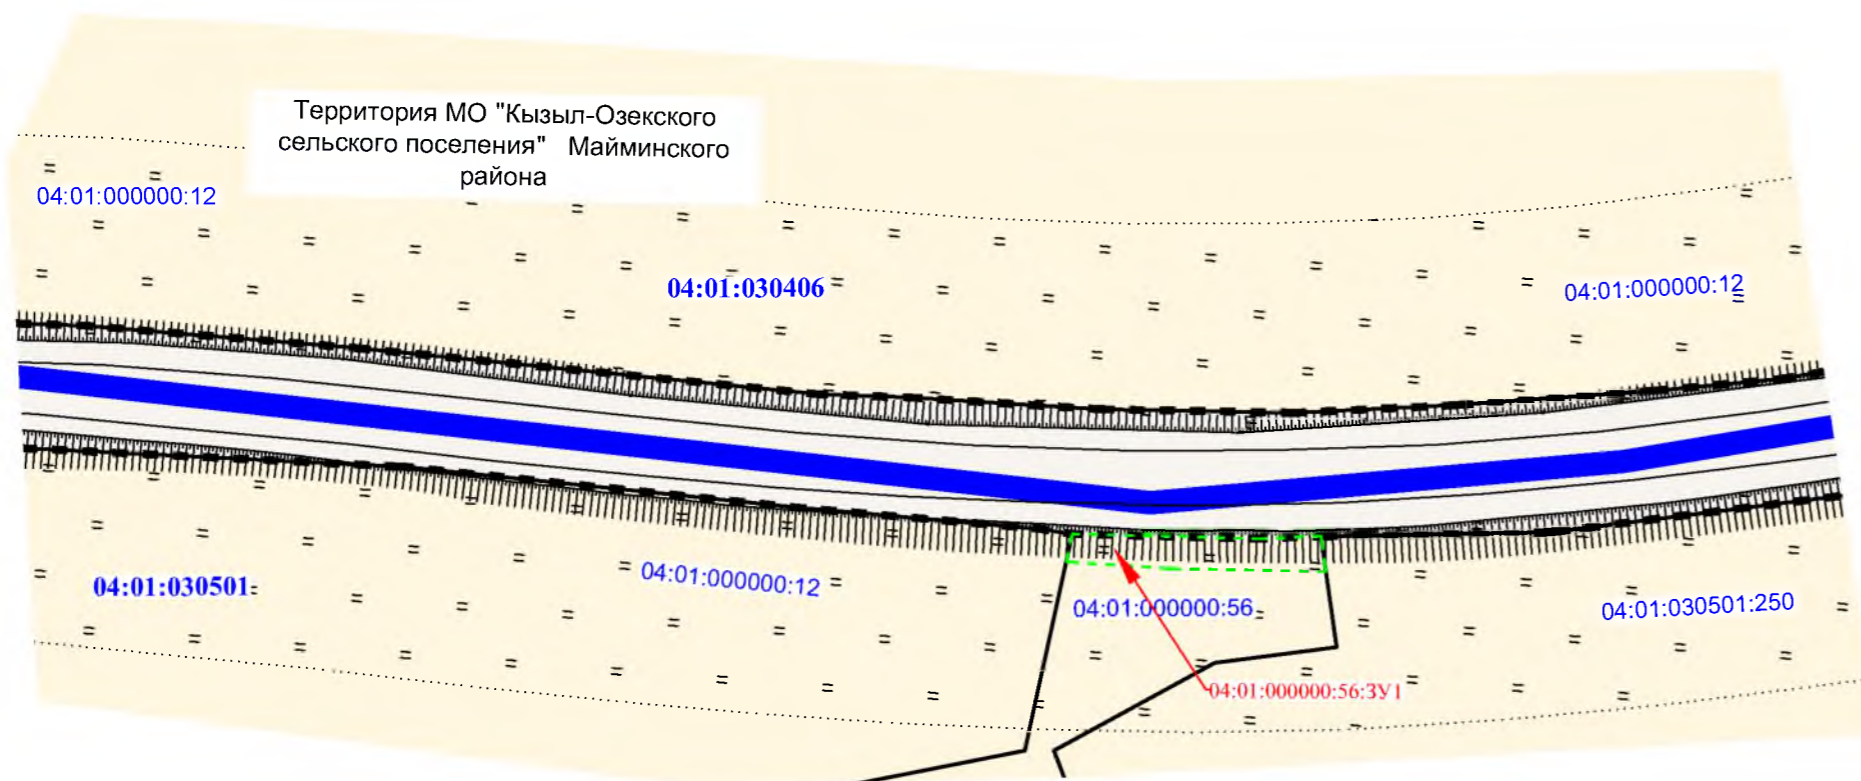 Территория МО "Кызыл-Озекского
сельского поселения" Майминского
района
04:01:000000:12
04:01:030406
04:01:000000:12
04:01:030501
04:01:000000:12
04:01:000000:56
04:01:030501:250
04:01:000000:56:ЗУ1